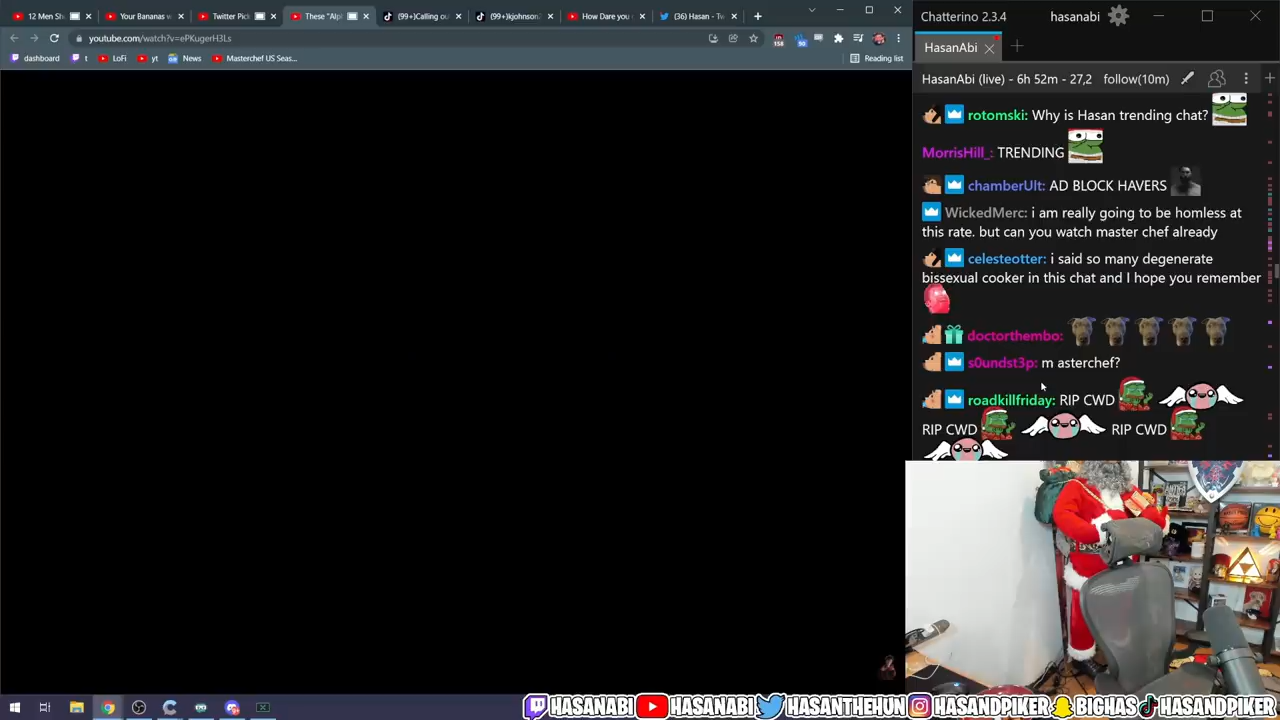 12 Men Sh
Your Bananas w
Twitter Pick
These "Alp
(99+)Calling ou
(99+)kjohnson
How Dare you
(36) Hasan - Tw
youtube.com/watch?v=ePKugerH3Ls
158
90
dashboard
t
LoFi
yt
News
Masterchef US Seas...
Reading list
Chatterino 2.3.4
hasanabi
HasanAbi
HasanAbi (live) - 6h 52m - 27,2
follow(10m)
rotomski: Why is Hasan trending chat?
MorrisHill_: TRENDING
chamberUlt: AD BLOCK HAVERS
WickedMerc: i am really going to be homless at
this rate. but can you watch master chef already
celesteotter: i said so many degenerate
bissexual cooker in this chat and I hope you remember
doctorthembo:
s0undst3p: m asterchef?
roadkillfriday: RIP CWD
RIP CWD RIP CWD
HASANABI HASANABI HASANTHEHUN HASANDPIKER BIGHAS HASANDPIKER